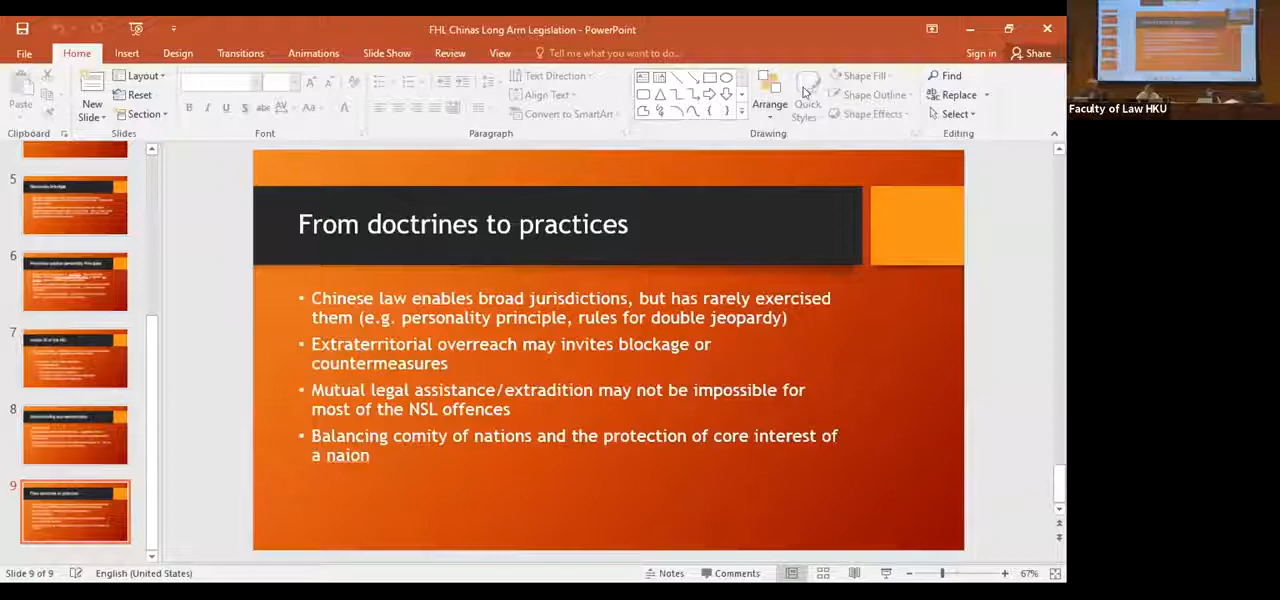 FHL Chinas Long Arm Legislation - PowerPoint
File Home Insert Design Transitions Animations Slide Show Review View Tell me what you want to do... Sign in Share
Paste
New
Slide
Layout
Reset
Section
Text Direction
Align Text
Convert to SmartArt
Arrange
Quick
Styles
Shape Fill
Shape Outline
Shape Effects
Find
Replace
Select
Clipboard Slides Font Paragraph Drawing Editing
Faculty of Law HKU
5
6
7
8
9
From doctrines to practices
• Chinese law enables broad jurisdictions, but has rarely exercised
them (e.g. personality principle, rules for double jeopardy)
• Extraterritorial overreach may invites blockage or
countermeasures
• Mutual legal assistance/extradition may not be impossible for
most of the NSL offences
• Balancing comity of nations and the protection of core interest of
a naion
Slide 9 of 9 English (United States) Notes Comments 67%